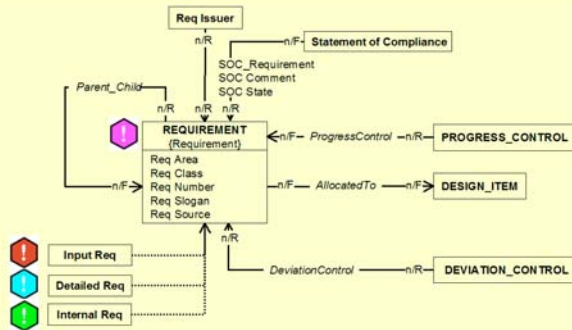 Req Issuer
n/R
n/F
Statement of Compliance
SOC_Requirement
SOC Comment
SOC State
Parent_Child
n/R
n/R
n/R
!
REQUIREMENT
{Requirement}
n/F
ProgressControl
n/R
PROGRESS_CONTROL
Req Area
Req Class
Req Number
Req Slogan
Req Source
n/F
n/F
AllocatedTo
n/F
DESIGN_ITEM
n/R
!
Input Req
DeviationControl
n/R
DEVIATION_CONTROL
!
Detailed Req
!
Internal Req